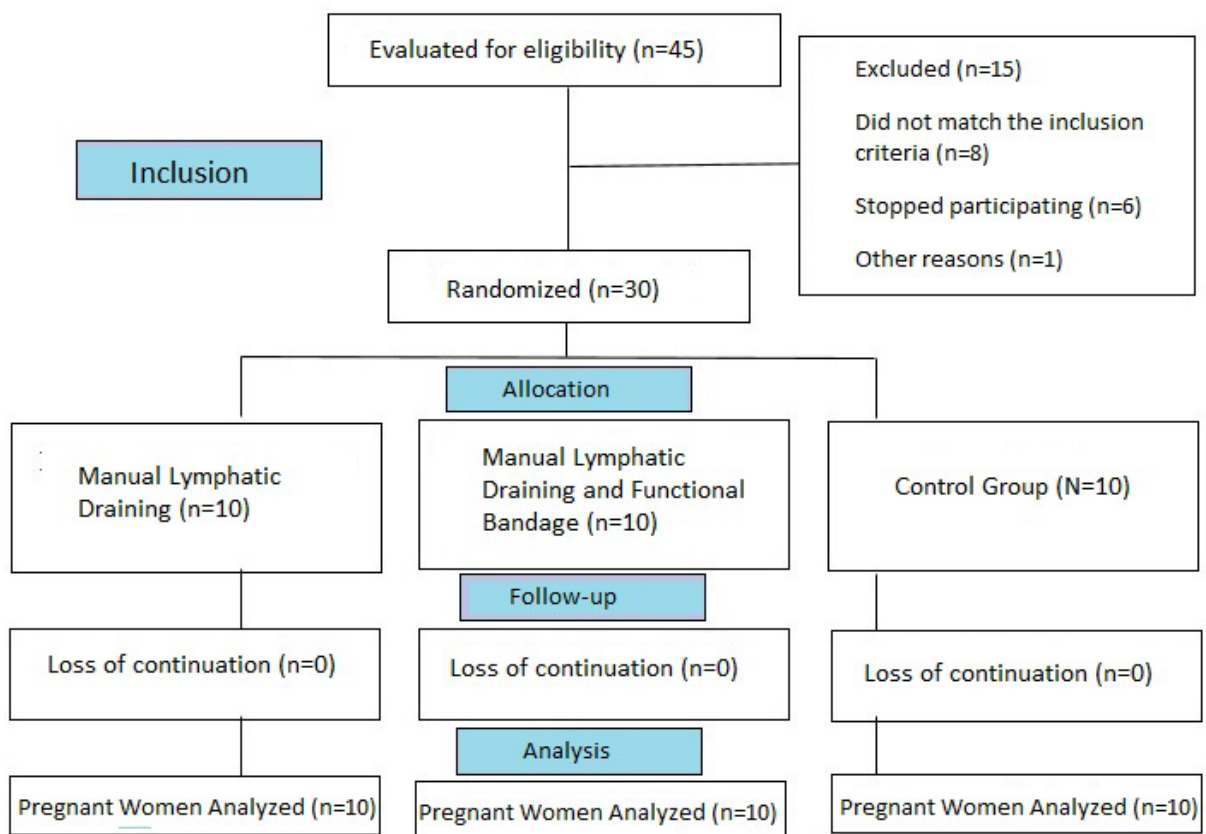 Evaluated for eligibility (n=45)
Excluded (n=15)
Did not match the inclusion
criteria (n=8)
Stopped participating (n=6)
Other reasons (n=1)
Inclusion
Randomized (n=30)
Allocation
Manual Lymphatic
Draining (n=10)
Manual Lymphatic
Draining and Functional
Bandage (n=10)
Control Group (N=10)
Follow-up
Loss of continuation (n=0)
Loss of continuation (n=0)
Loss of continuation (n=0)
Analysis
Pregnant Women Analyzed (n=10)
Pregnant Women Analyzed (n=10)
Pregnant Women Analyzed (n=10)